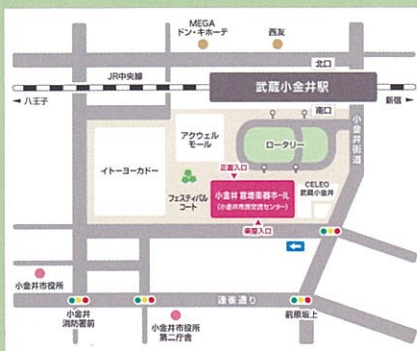 MEGA
ドン・キホーテ
西友
北口
JR中央線
武蔵小金井駅
八王子
新宿
南口
アクウェル
モール
ロータリー
小金井街道
イトーヨーカドー
正面入口
フェスティバル
コート
小金井 宮地楽器ホール
(小金井市民交流センター)
CELEO
武蔵小金井
楽屋入口
小金井市役所
連雀通り
小金井
消防署前
小金井市役所
第二庁舎
前原坂上